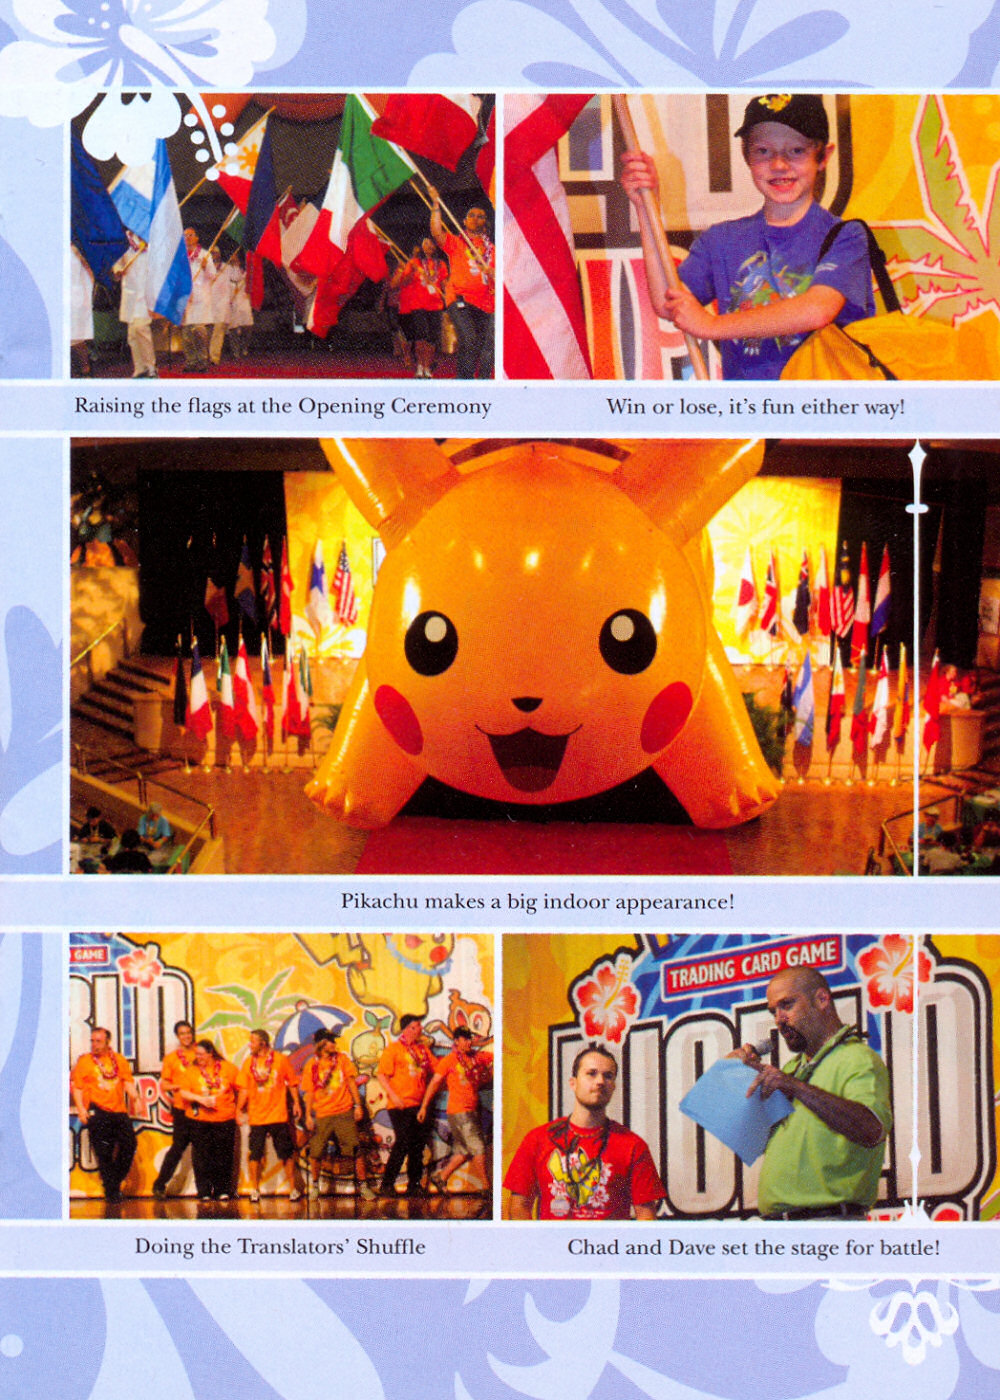 Raising the flags at the Opening Ceremony
Win or lose, it's fun either way!
Pikachu makes a big indoor appearance!
GAME
TRADING CARD GAME
WORLD
Doing the Translators' Shuffle
Chad and Dave set the stage for battle!